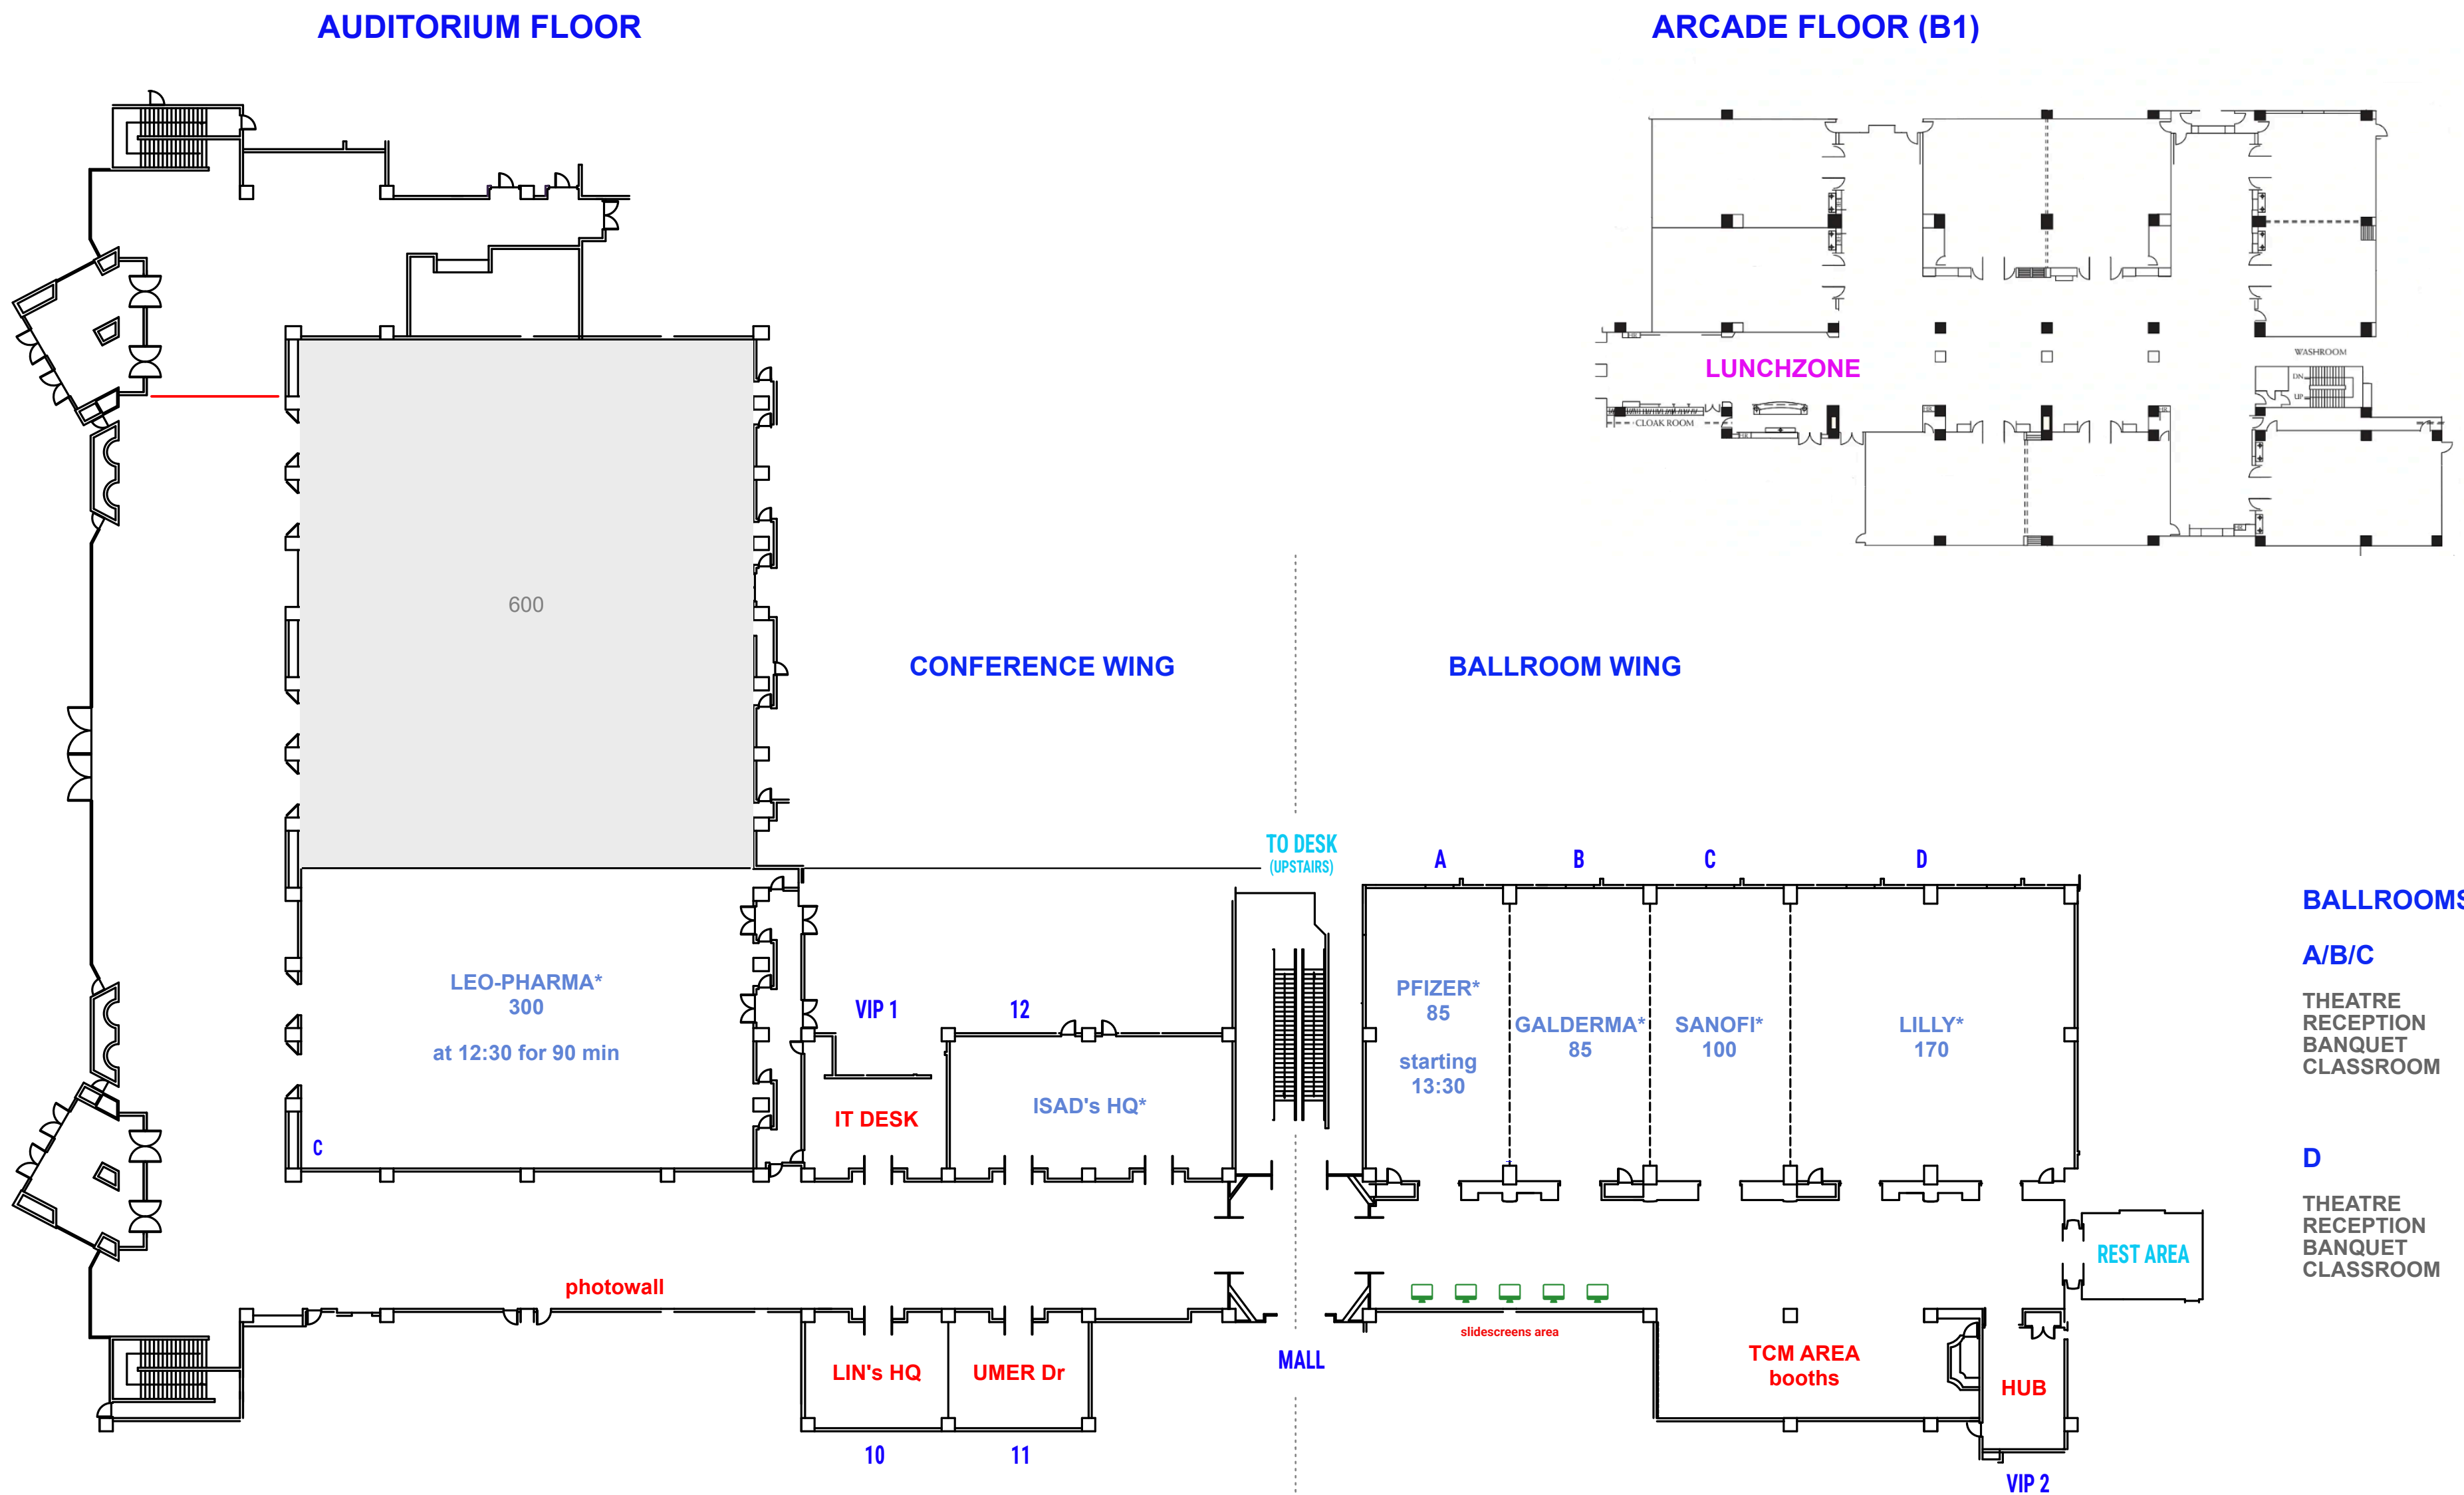 AUDITORIUM FLOOR
ARCADE FLOOR (B1)
WASHROOM
DN
UP
LUNCHZONE
CLOAK ROOM
600
CONFERENCE WING
BALLROOM WING
TO DESK
(UPSTAIRS)
A
B
C
D
BALLROOMS
A/B/C
THEATRE
RECEPTION
BANQUET
CLASSROOM
D
THEATRE
RECEPTION
BANQUET
CLASSROOM
LEO-PHARMA*
300
at 12:30 for 90 min
C
VIP 1
12
IT DESK
ISAD's HQ*
PFIZER*
85
starting
13:30
GALDERMA*
85
SANOFI*
100
LILLY*
170
REST AREA
photowall
slidescreens area
LIN's HQ
UMER Dr
MALL
TCM AREA
booths
HUB
10
11
VIP 2